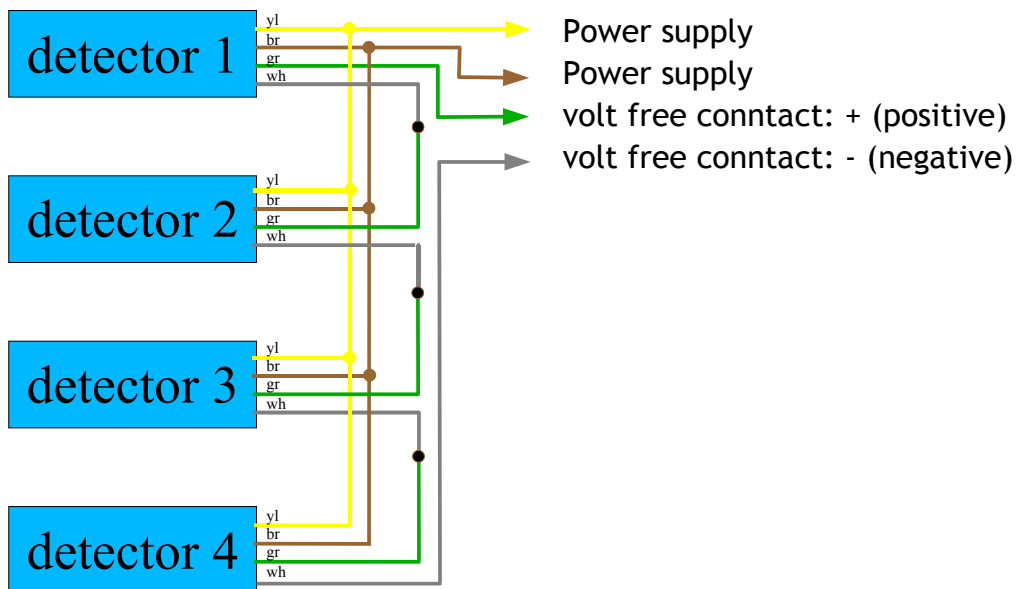 yl
Power supply
br
detector 1
Power supply
gr
wh
volt free conntact: + (positive)
volt free conntact: - (negative)
yl
br
detector 2
gr
wh
yl
br
detector 3
gr
wh
yl
br
detector 4
gr
wh